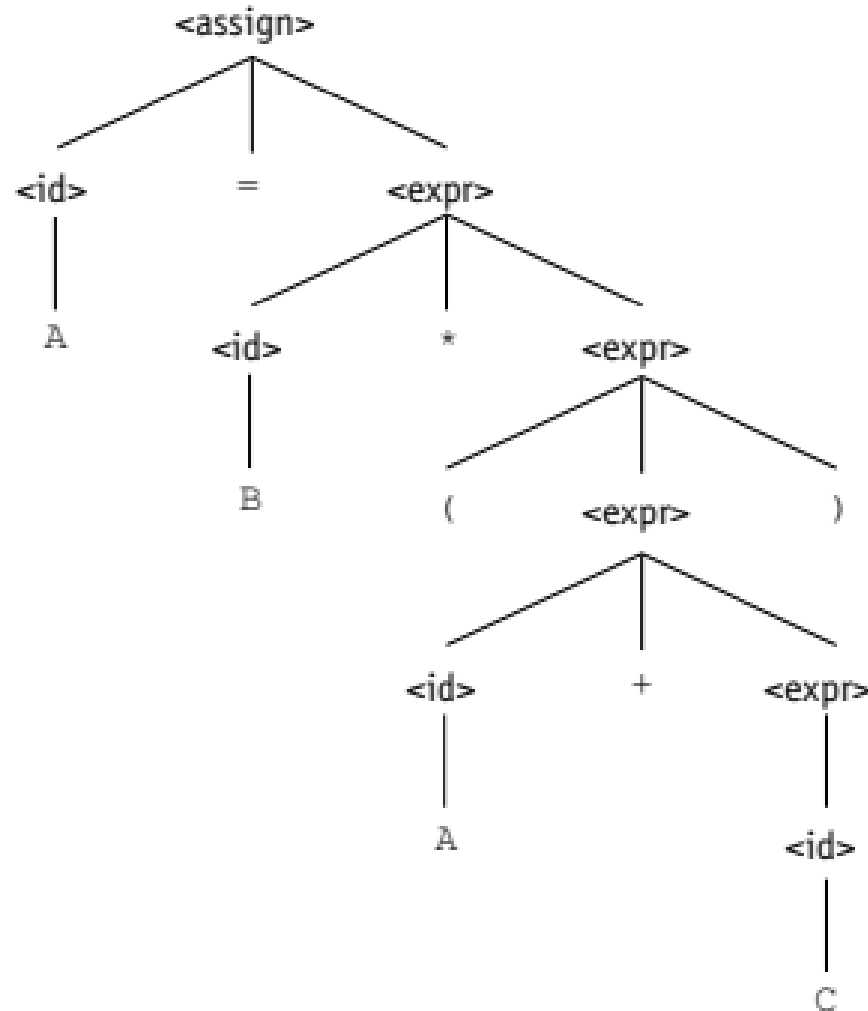 <assign>
<id> = <expr>
A <id> * <expr>
B ( <expr> )
<id> + <expr>
A <id>
C